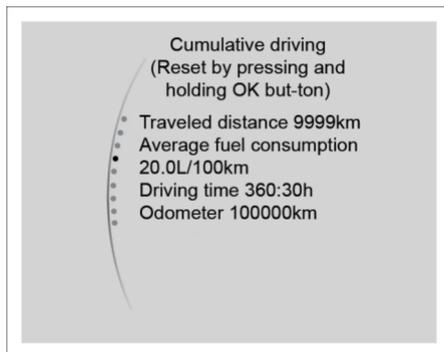 Cumulative driving
(Reset by pressing and
holding OK but-ton)
Traveled distance 9999km
Average fuel consumption
20.0L/100km
Driving time 360:30h
Odometer 100000km